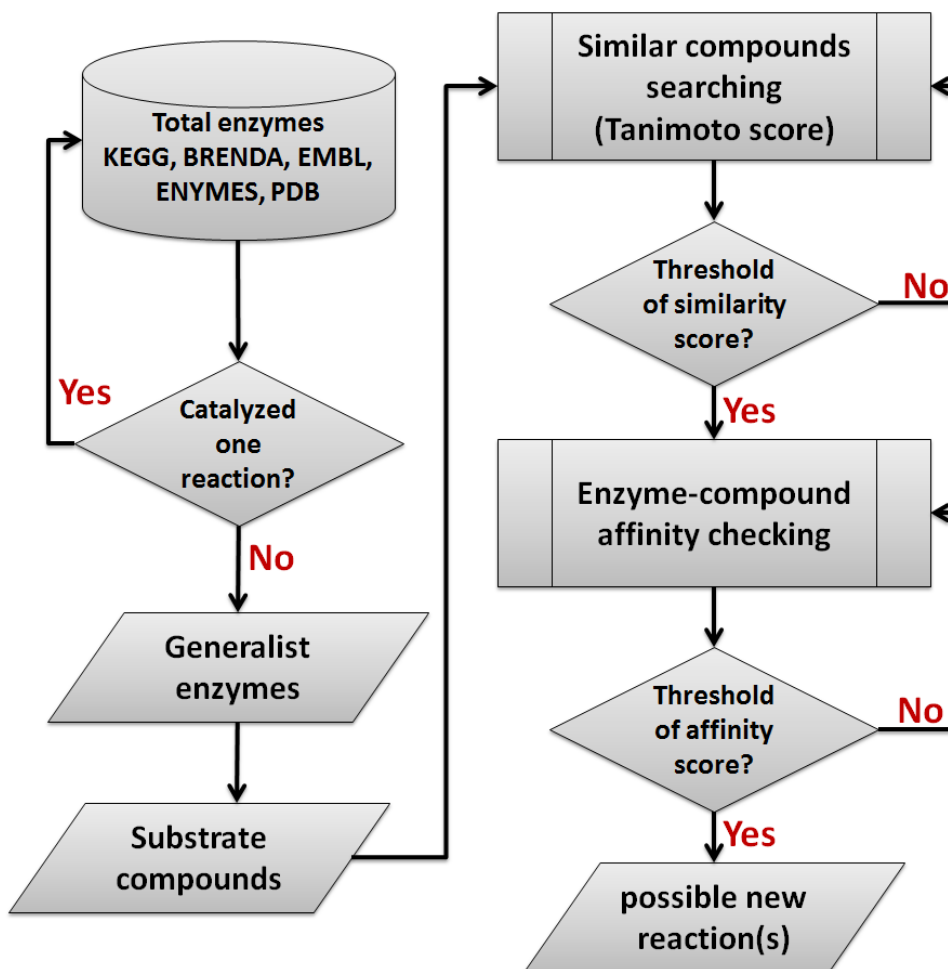 Total enzymes
KEGG, BRENDA, EMBL,
ENYMES, PDB
Yes
Catalyzed
one
reaction?
No
Generalist
enzymes
Substrate
compounds
Similar compounds
searching
(Tanimoto score)
Threshold
of similarity
score?
No
Yes
Enzyme-compound
affinity checking
Threshold
of affinity
score?
No
Yes
possible new
reaction(s)